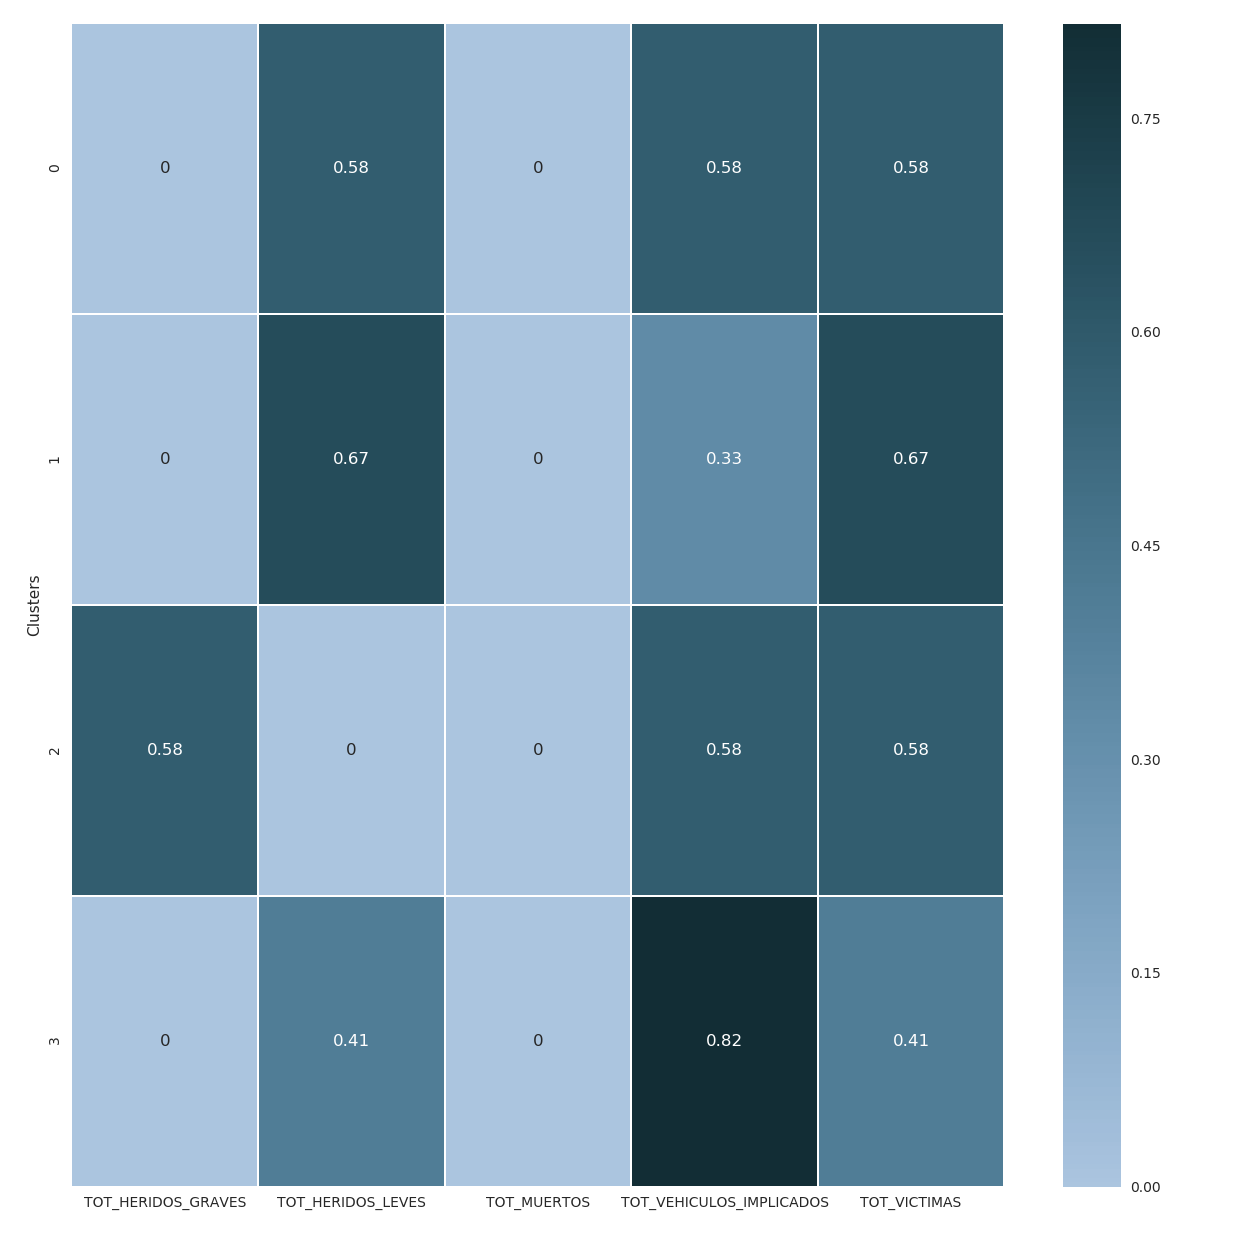 0 0 0.58 0 0.58 0.58
1 0 0.67 0 0.33 0.67
2 0.58 0 0 0.58 0.58
3 0 0.41 0 0.82 0.41
Clusters
TOT_HERIDOS_GRAVES TOT_HERIDOS_LEVES TOT_MUERTOS TOT_VEHICULOS_IMPLICADOS TOT_VICTIMAS
0.75
0.60
0.45
0.30
0.15
0.00